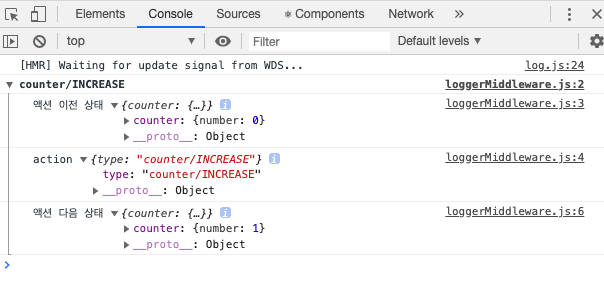 Elements Console Sources Components Network »
top Filter Default levels
[HMR] Waiting for update signal from WDS... log.js:24
counter/INCREASE loggerMiddleware.js:2
액션 이전 상태 {counter: {…}} i loggerMiddleware.js:3
counter: {number: 0}
__proto__: Object
action {type: "counter/INCREASE"} i loggerMiddleware.js:4
type: "counter/INCREASE"
__proto__: Object
액션 다음 상태 {counter: {…}} i loggerMiddleware.js:6
counter: {number: 1}
__proto__: Object
>